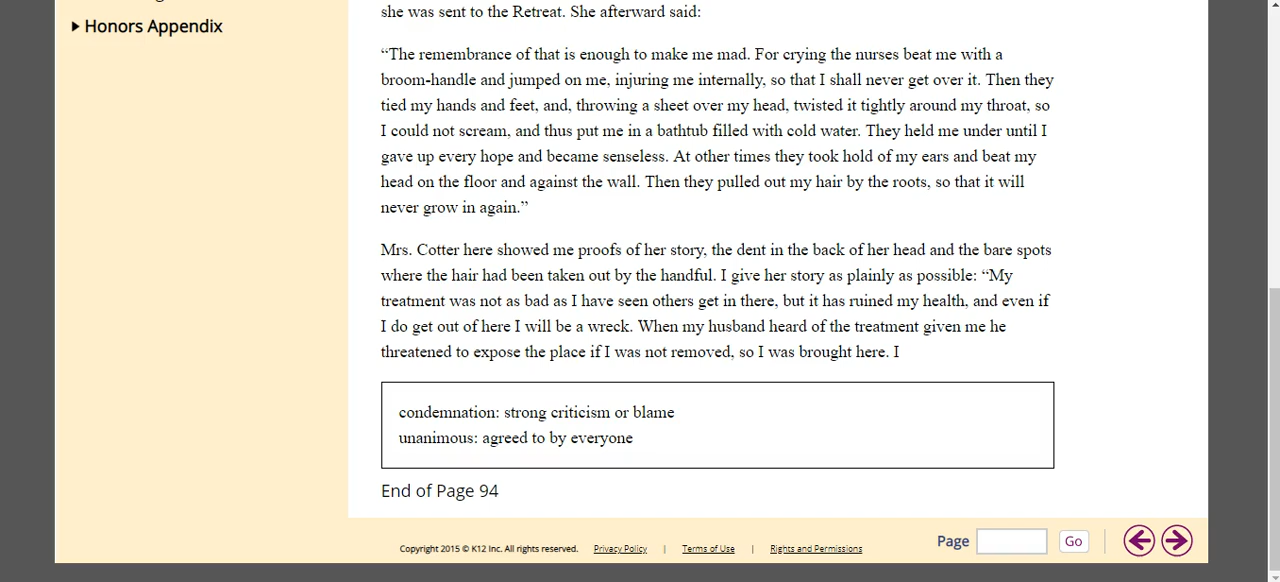 Honors Appendix
she was sent to the Retreat. She afterward said:
“The remembrance of that is enough to make me mad. For crying the nurses beat me with a
broom-handle and jumped on me, injuring me internally, so that I shall never get over it. Then they
tied my hands and feet, and, throwing a sheet over my head, twisted it tightly around my throat, so
I could not scream, and thus put me in a bathtub filled with cold water. They held me under until I
gave up every hope and became senseless. At other times they took hold of my ears and beat my
head on the floor and against the wall. Then they pulled out my hair by the roots, so that it will
never grow in again.”
Mrs. Cotter here showed me proofs of her story, the dent in the back of her head and the bare spots
where the hair had been taken out by the handful. I give her story as plainly as possible: “My
treatment was not as bad as I have seen others get in there, but it has ruined my health, and even if
I do get out of here I will be a wreck. When my husband heard of the treatment given me he
threatened to expose the place if I was not removed, so I was brought here. I
condemnation: strong criticism or blame
unanimous: agreed to by everyone
End of Page 94
Copyright 2015 © K12 Inc. All rights reserved. Privacy Policy | Terms of Use | Rights and Permissions Page Go